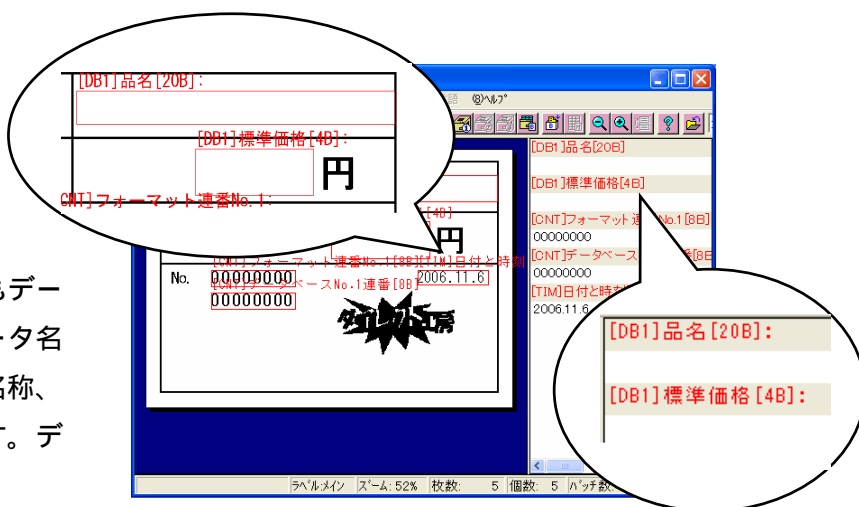 [DB1]品名[20B]:
[DB1]標準価格[4B]:
円
[CNT]フォーマット連番No.1:
(8)ﾍﾙﾌﾟ
[DB1]品名[20B]
[DB1]標準価格[4B]
[CNT]フォーマット連番No.1[8B]
00000000
[CNT]データベース
00000000
[TIM]日付と時刻
2006.11.6
[4B]
円
[CNT]フォーマット連番No.1[8B][TIM]日付と時刻
No. 00000000 2006.11.6
[CNT]データベースNo.1連番[8B]
00000000
[DB1]品名[20B]:
[DB1]標準価格[4B]:
デー
ータ名
名称、
す。デ
ﾗﾍﾞﾙ:ﾒｲﾝ ｽﾞｰﾑ: 52% 枚数: 5 個数: 5 ﾊﾞｯﾁ数: